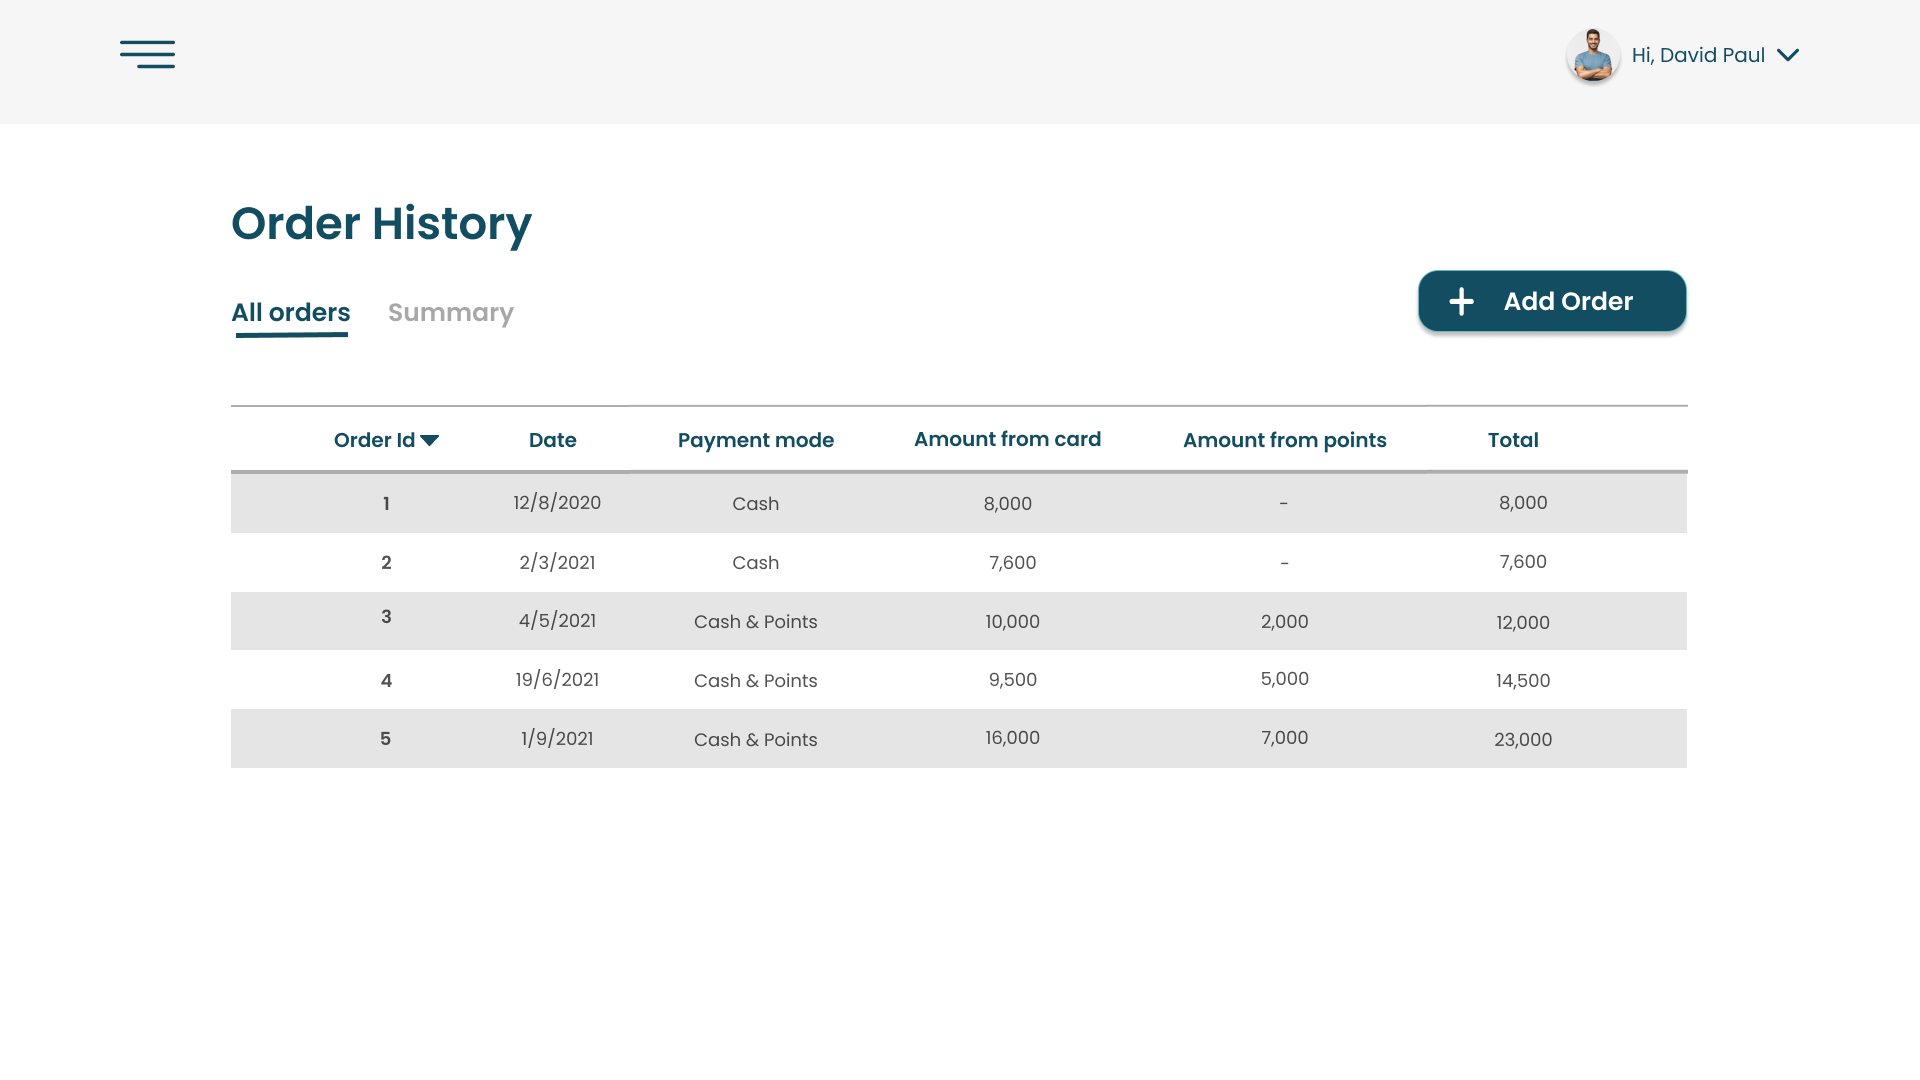 Hi, David Paul
Order History
All orders Summary
Add Order
Order Id Date Payment mode Amount from card Amount from points Total
1 12/8/2020 Cash 8,000 - 8,000
2 2/3/2021 Cash 7,600 - 7,600
3 4/5/2021 Cash & Points 10,000 2,000 12,000
4 19/6/2021 Cash & Points 9,500 5,000 14,500
5 1/9/2021 Cash & Points 16,000 7,000 23,000